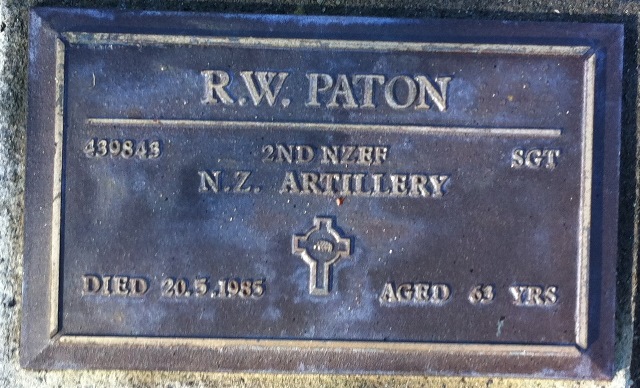 R.W. PATON
439843 2ND NZEF SGT
N.Z. ARTILLERY
DIED 20.5.1985 AGED 63 YRS